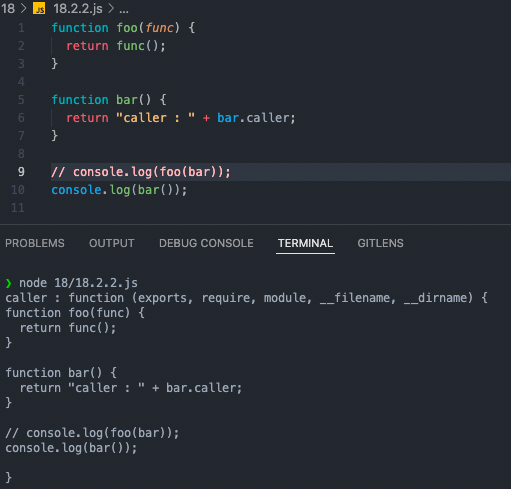 18 > JS 18.2.2.js > ...
1 function foo(func) {
2   return func();
3 }
4
5 function bar() {
6   return "caller : " + bar.caller;
7 }
8
9 // console.log(foo(bar));
10 console.log(bar());
11
PROBLEMS OUTPUT DEBUG CONSOLE TERMINAL GITLENS
❯ node 18/18.2.2.js
caller : function (exports, require, module, __filename, __dirname) {
function foo(func) {
  return func();
}
function bar() {
  return "caller : " + bar.caller;
}
// console.log(foo(bar));
console.log(bar());
}